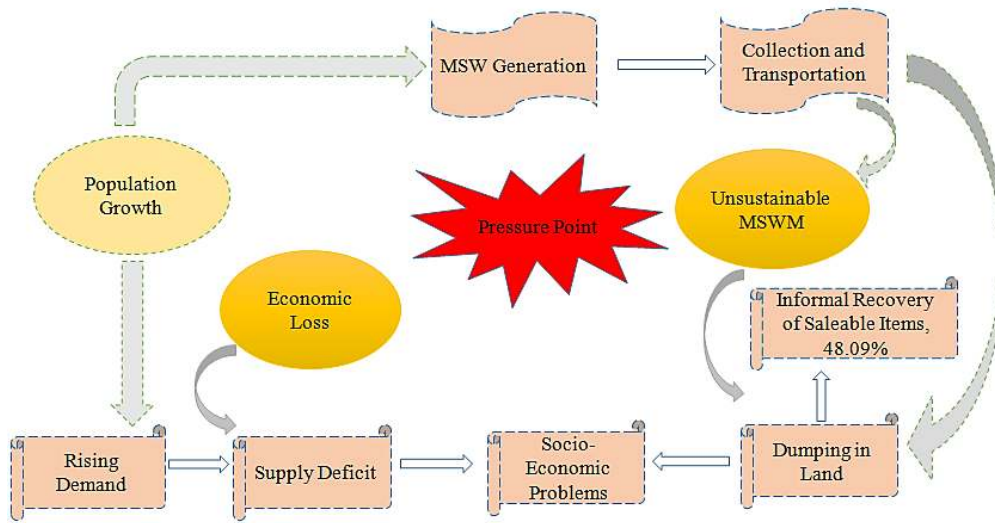 MSW Generation
Collection and
Transportation
Population
Growth
Pressure Point
Unsustainable
MSWM
Economic
Loss
Informal Recovery
of Saleable Items,
48.09%
Rising
Demand
Supply Deficit
Socio-
Economic
Problems
Dumping in
Land